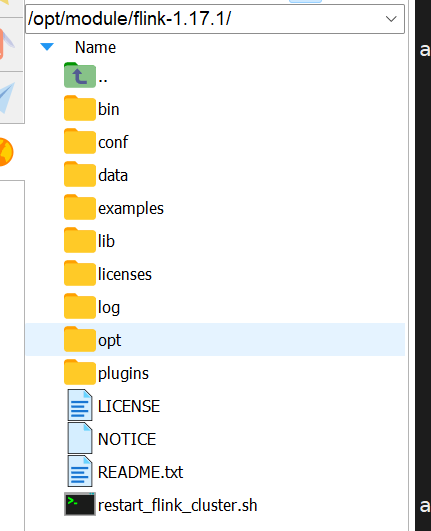 /opt/module/flink-1.17.1/
Name
..
bin
conf
data
examples
lib
licenses
log
opt
plugins
LICENSE
NOTICE
README.txt
restart_flink_cluster.sh
a
a